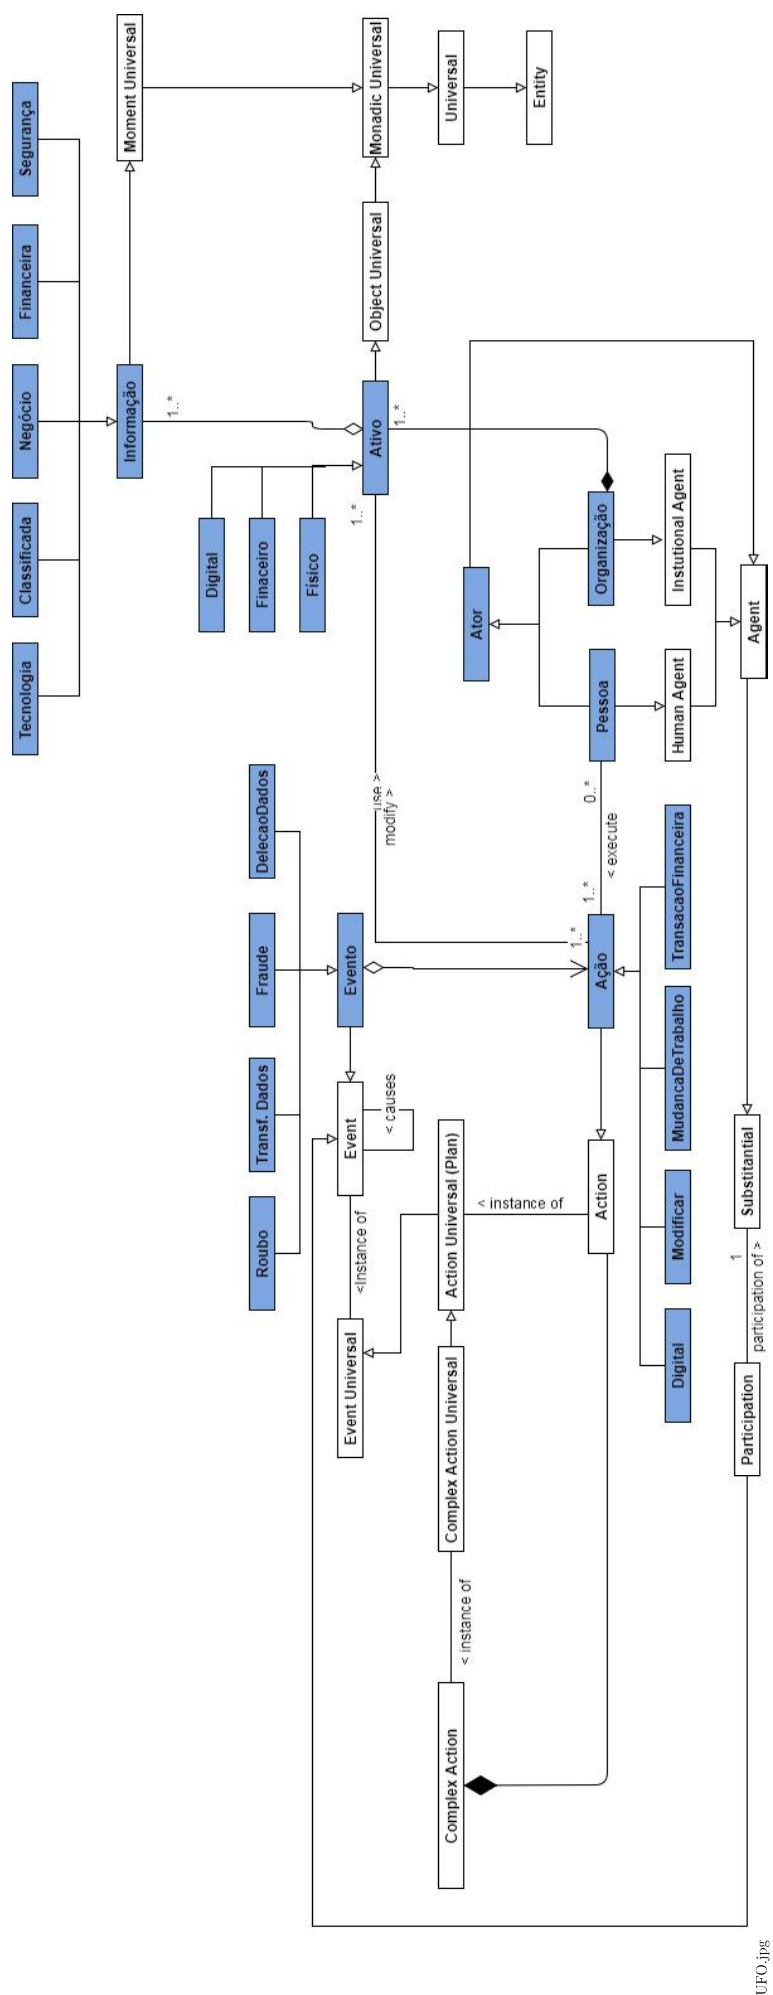 Tecnologia
Classificada
Negócio
Financeira
Segurança
Informação
Moment Universal
1..*
Digital
Roubo
Transf. Dados
Fraude
DelecaoDados
Finaceiro
Físico
Event Universal
<Instance of
Event
Evento
1..*
< causes
use >
modify >
Ativo
Object Universal
Monadic Universal
1..*
Complex Action
< instance of
Complex Action Universal
Action Universal (Plan)
Universal
< instance of
Ator
Entity
1..*
1..*
0..*
Action
Ação
< execute
Pessoa
Organização
Digital
Modificar
MudancaDeTrabalho
TransacaoFinanceira
Human Agent
Instutional Agent
Participation
1
participation of >
Substantial
Agent
UFO.jpg